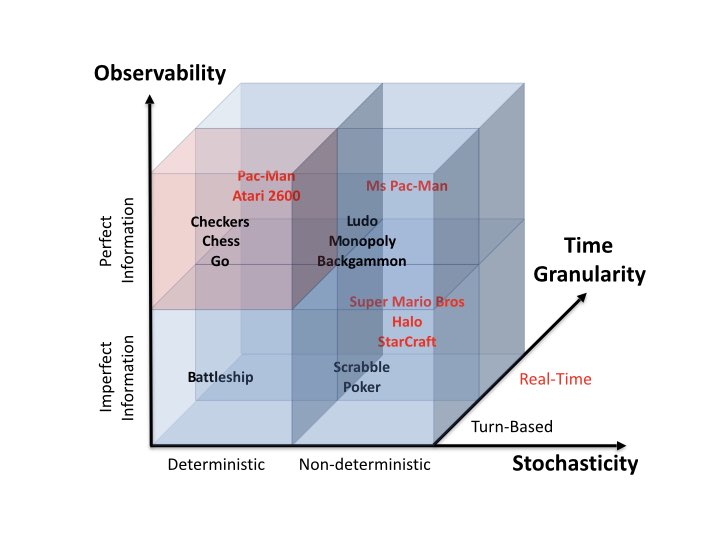 Observability
Perfect
Information
Imperfect
Information
Pac-Man
Atari 2600
Ms Pac-Man
Checkers
Chess
Go
Ludo
Monopoly
Backgammon
Super Mario Bros
Halo
StarCraft
Battleship
Scrabble
Poker
Time
Granularity
Real-Time
Turn-Based
Deterministic
Non-deterministic
Stochasticity